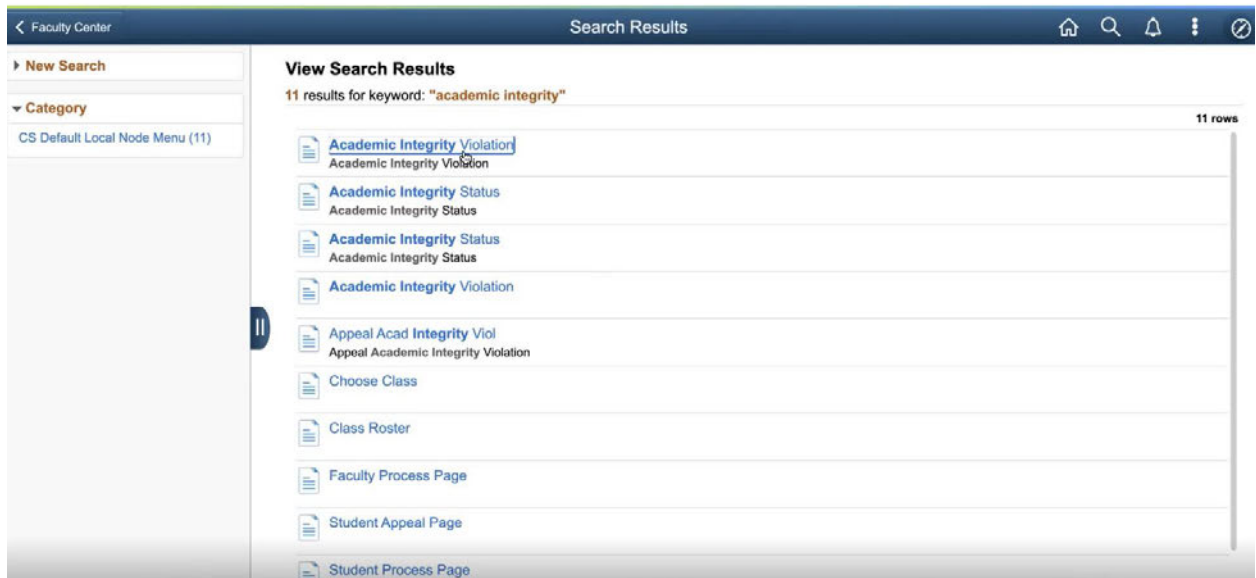 Faculty Center
Search Results
New Search
Category
CS Default Local Node Menu (11)
View Search Results
11 results for keyword: "academic integrity"
11 rows
Academic Integrity Violation
Academic Integrity Violation
Academic Integrity Status
Academic Integrity Status
Academic Integrity Status
Academic Integrity Status
Academic Integrity Violation
Appeal Acad Integrity Viol
Appeal Academic Integrity Violation
Choose Class
Class Roster
Faculty Process Page
Student Appeal Page
Student Process Page